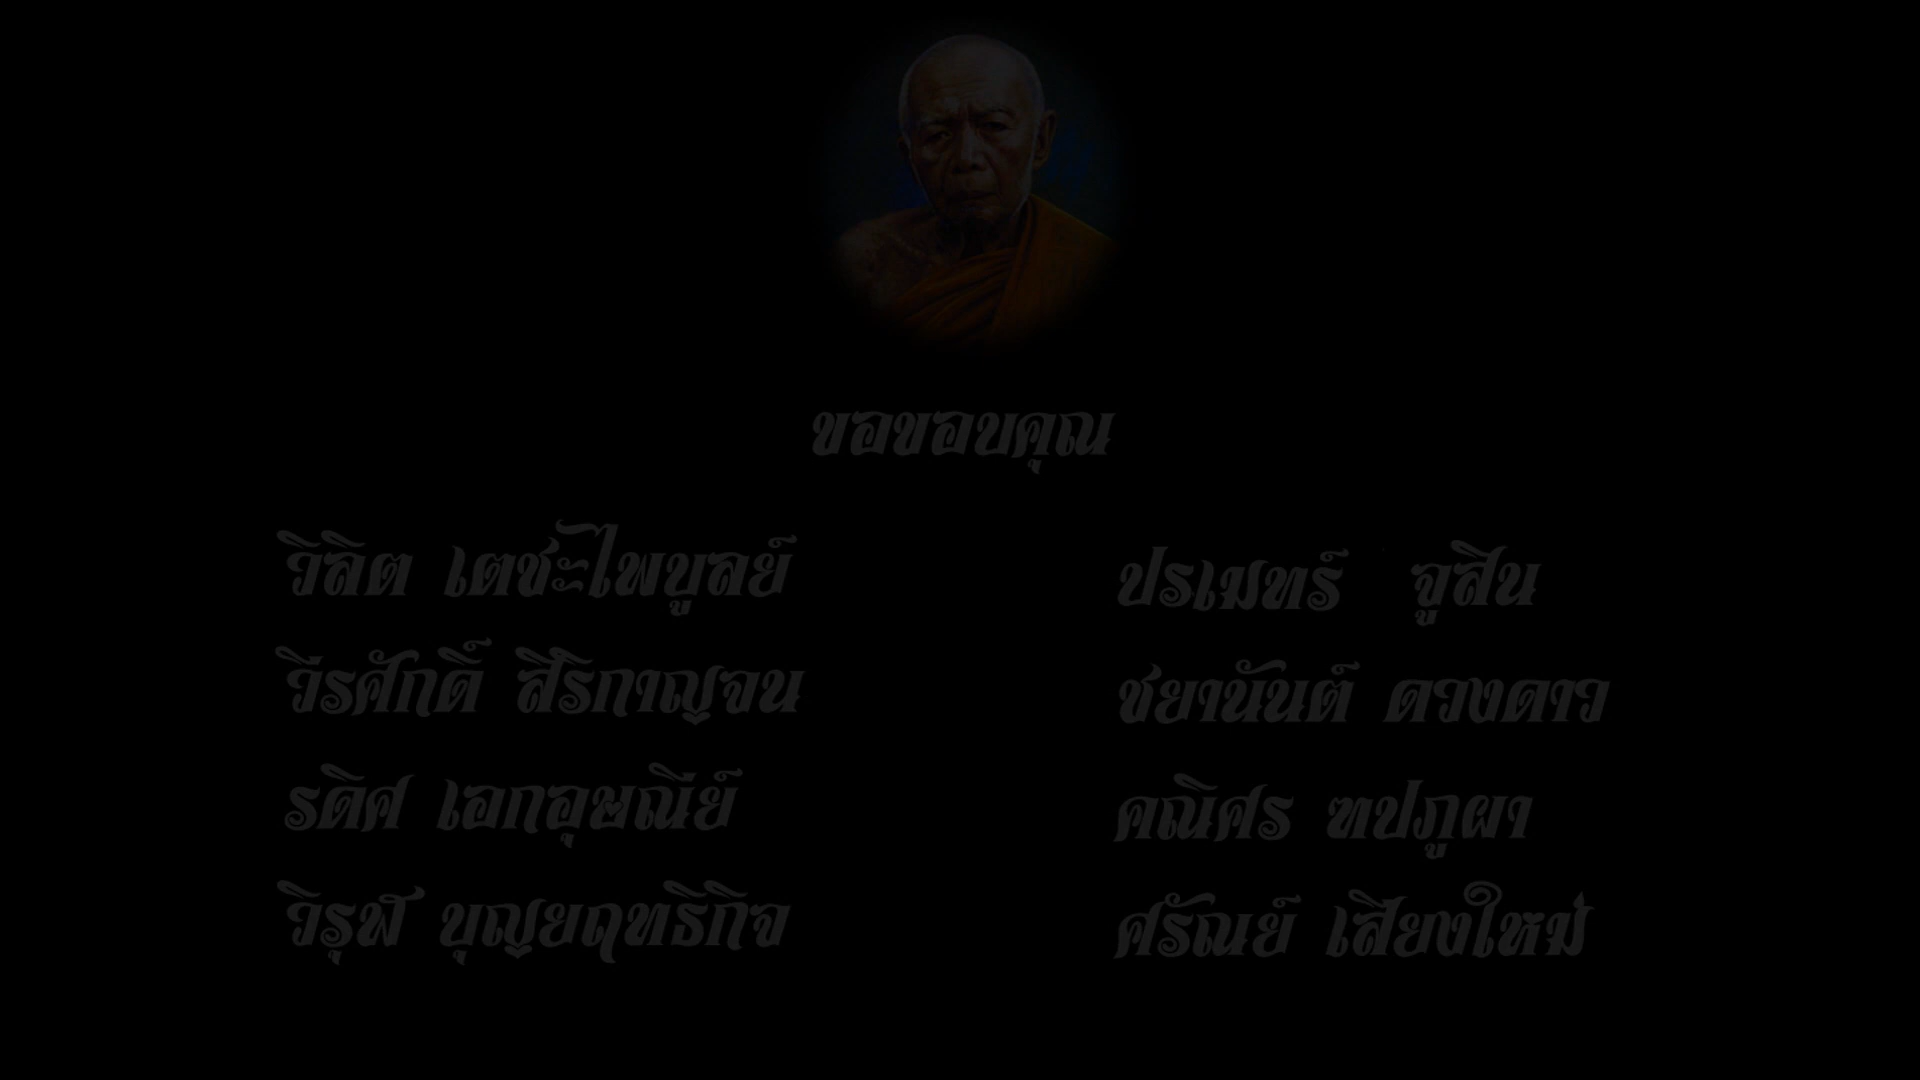 ขอขอบคุณ
วิลิต เตชะไพบูลย์
วีรศักดิ์ สิริกาญจน
รดิศ เอกอุษณีย์
วิรุฬ บุญยฤทธิกิจ
ปรเมทร์ จูสิน
ชยานันต์ ดวงดาว
คณิศร ฑปภูผา
ศรัณย์ เสียงใหม่